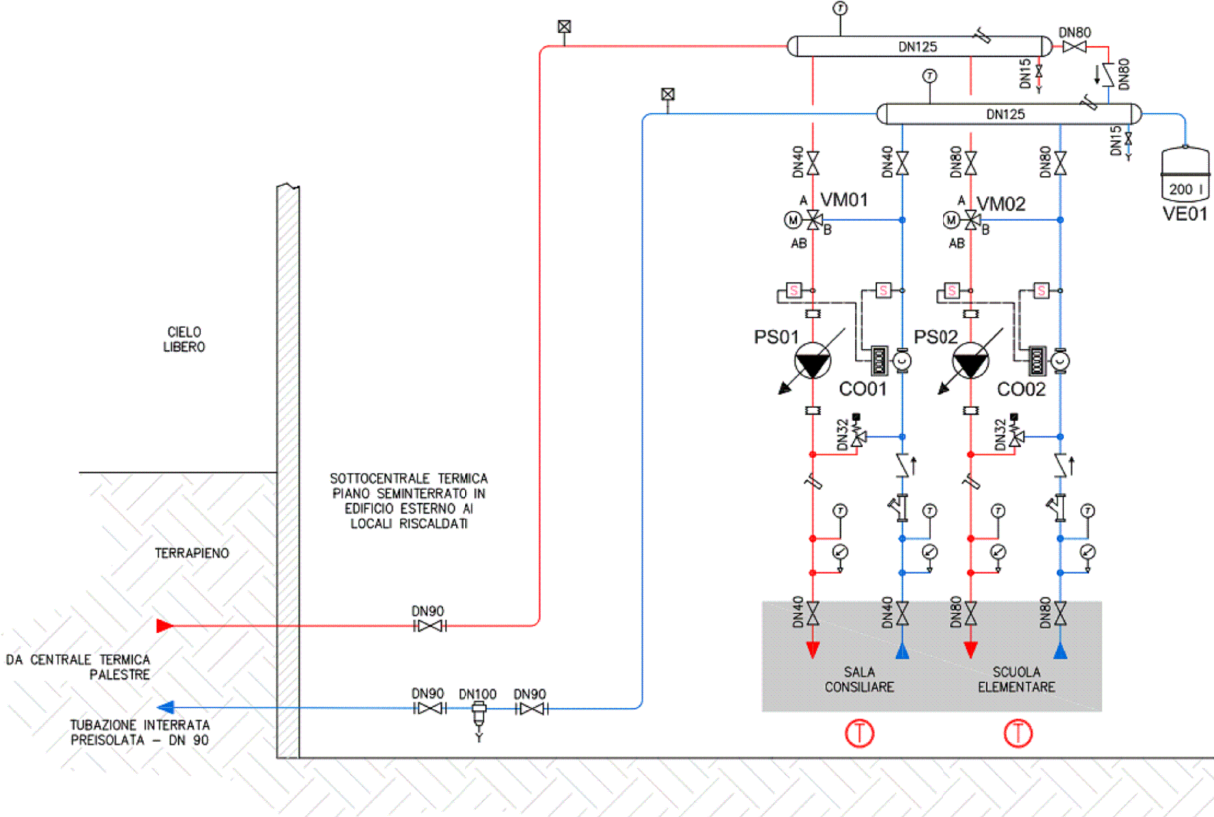 T
DN125
DN80
DN15
DN80
T
DN125
DN15
200 l
VE01
DN40
DN40
DN80
DN80
A
VM01
M
B
AB
A
VM02
M
B
AB
S
S
S
S
PS01
CO01
PS02
CO02
DN32
DN32
T
T
T
T
DN40
DN40
DN80
DN80
SALA
CONSILIARE
SCUOLA
ELEMENTARE
T
T
CIELO
LIBERO
SOTTOCENTRALE TERMICA
PIANO SEMINTERRATO IN
EDIFICIO ESTERNO AI
LOCALI RISCALDATI
TERRAPIENO
DN90
DA CENTRALE TERMICA
PALESTRE
DN90
DN100
DN90
TUBAZIONE INTERRATA
PREISOLATA – DN 90